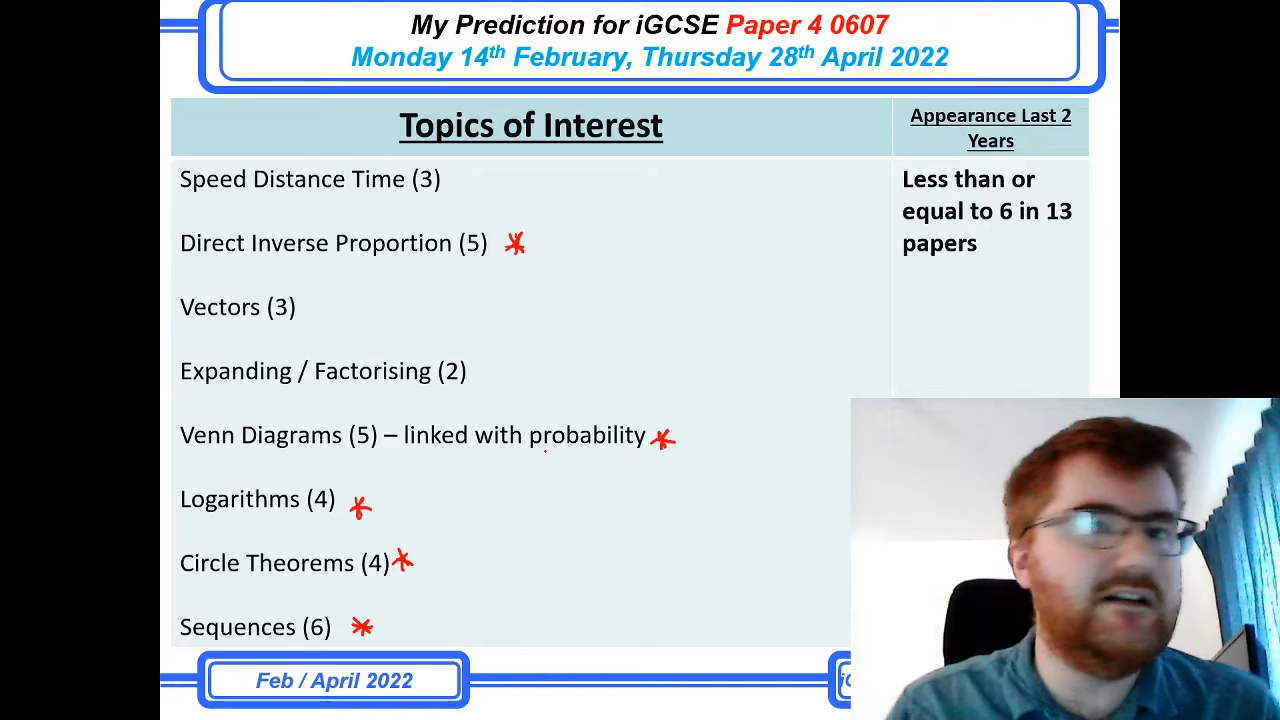 My Prediction for iGCSE Paper 4 0607
Monday 14th February, Thursday 28th April 2022
Topics of Interest
Appearance Last 2
Years
Speed Distance Time (3)
Less than or
equal to 6 in 13
papers
Direct Inverse Proportion (5)
Vectors (3)
Expanding / Factorising (2)
Venn Diagrams (5) – linked with probability
Logarithms (4)
Circle Theorems (4)
Sequences (6)
Feb / April 2022